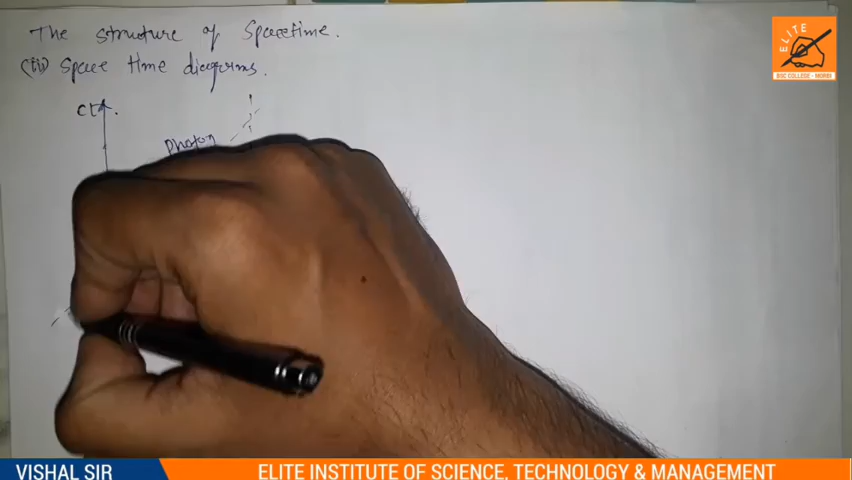 The structure of Spacetime.
(iii) Space time diagrams.
ct
Photon
ELITE
BSC COLLEGE - MORBI
VISHAL SIR
ELITE INSTITUTE OF SCIENCE, TECHNOLOGY & MANAGEMENT